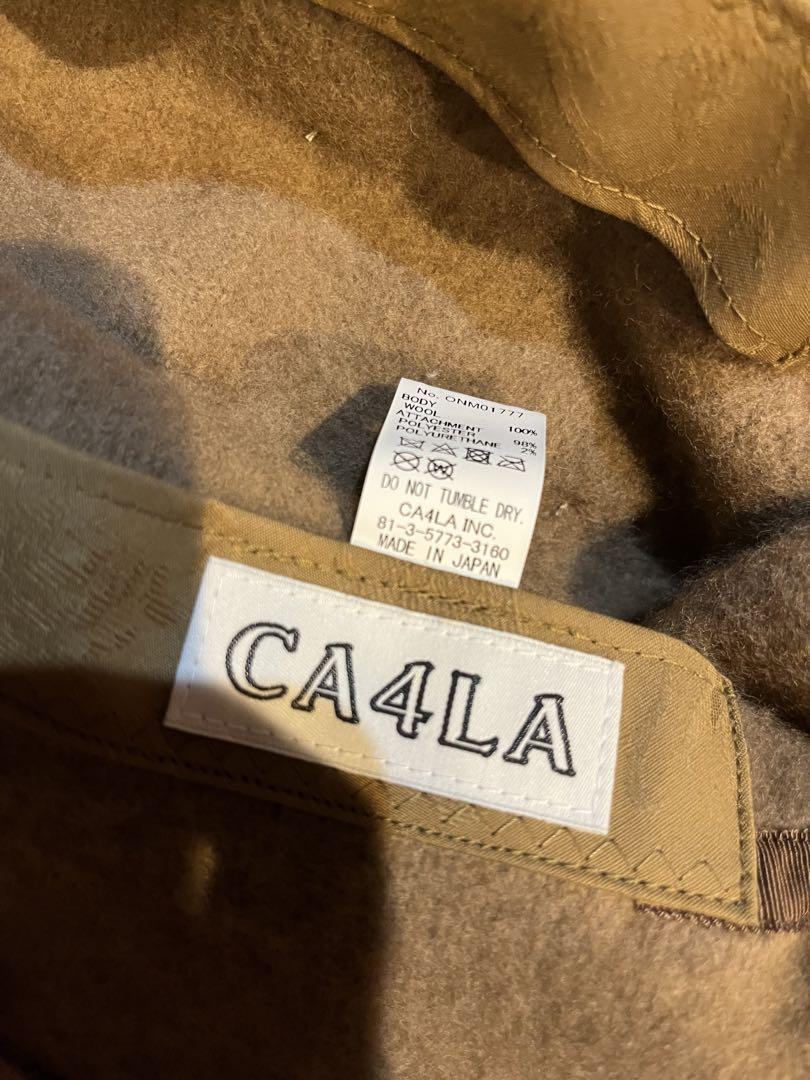 No. ONM01777
BODY
WOOL 100%
ATTACHMENT
POLYESTER 98%
POLYURETHANE 2%
W
DO NOT TUMBLE DRY.
CA4LA INC.
81-3-5773-3160
MADE IN JAPAN
CA4LA